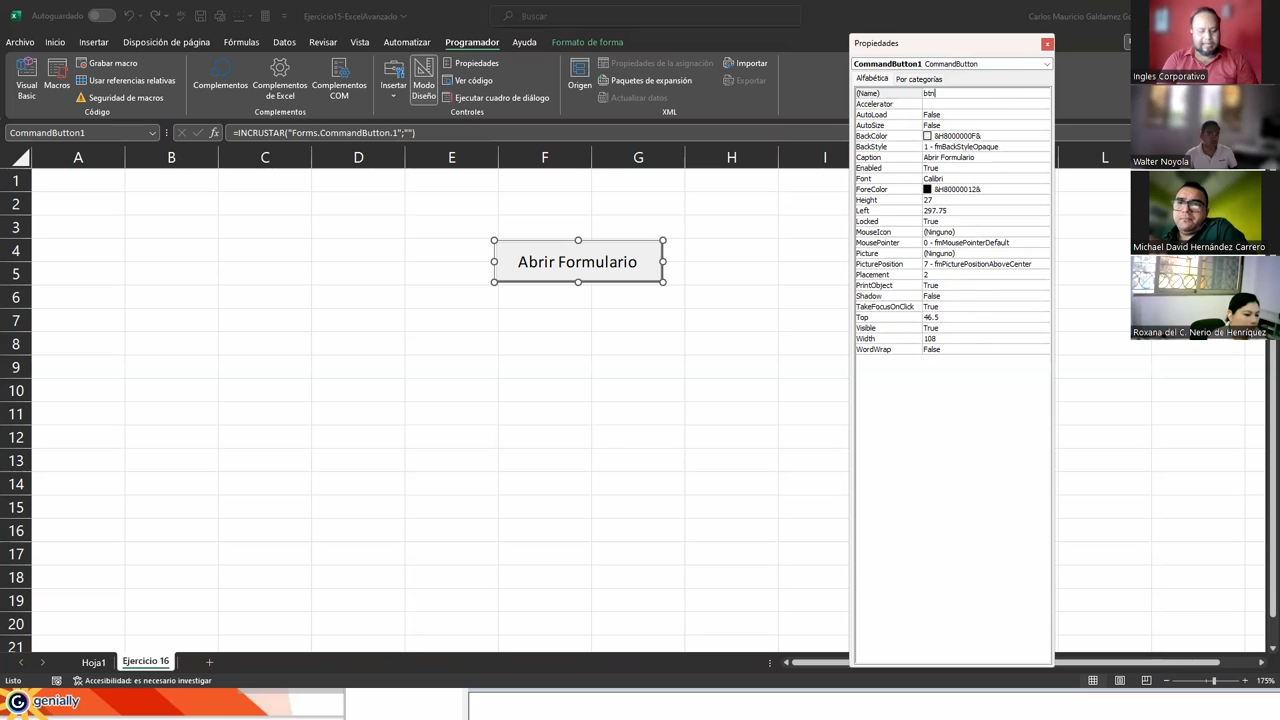 Autoguardado
Ejercicio15-ExcelAvanzado
Buscar
Carlos Mauricio Galdamez
Archivo Inicio Insertar Disposición de página Fórmulas Datos Revisar Vista Automatizar Programador Ayuda Formato de forma
Visual Basic
Macros
Grabar macro
Usar referencias relativas
Seguridad de macros
Código
Complementos
Complementos de Excel
Complementos COM
Complementos
Insertar
Modo Diseño
Propiedades
Ver código
Ejecutar cuadro de diálogo
Controles
Origen
Propiedades de la asignación
Paquetes de expansión
Actualizar datos
Importar
Exportar
XML
CommandButton1
fx
=INCRUSTAR("Forms.CommandButton.1";"")
A B C D E F G H I L
1
2
3
4
5
6
7
8
9
10
11
12
13
14
15
16
17
18
19
20
21
Abrir Formulario
Propiedades
x
CommandButton1 CommandButton
Alfabética Por categorías
(Name) btn
Accelerator
AutoLoad False
AutoSize False
BackColor &H8000000F&
BackStyle 1 - fmBackStyleOpaque
Caption Abrir Formulario
Enabled True
Font Calibri
ForeColor &H80000012&
Height 27
Left 297.75
Locked True
MouseIcon (Ninguno)
MousePointer 0 - fmMousePointerDefault
Picture (Ninguno)
PicturePosition 7 - fmPicturePositionAboveCenter
Placement 2
PrintObject True
Shadow False
TakeFocusOnClick True
Top 46.5
Visible True
Width 108
WordWrap False
Ingles Corporativo
Walter Noyola
Michael David Hernández Carrero
Roxana del C. Nerio de Henríquez
Hoja1 Ejercicio 16
Listo
Accesibilidad: es necesario investigar
175%
genially